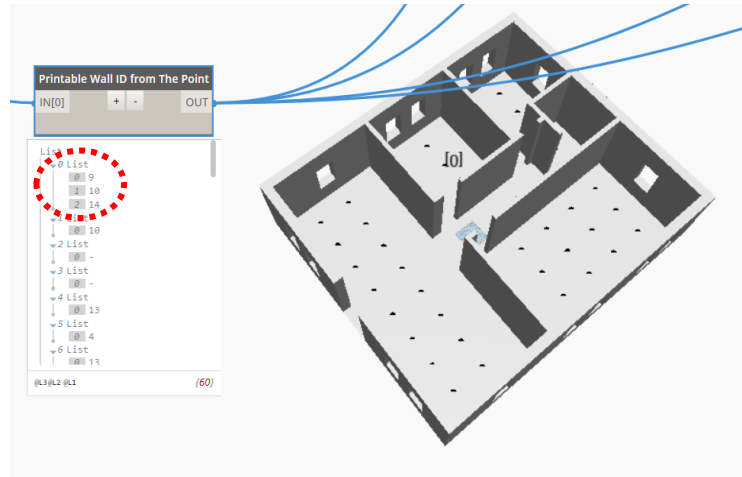 Printable Wall ID from The Point
IN[0] + - OUT
List
0 List
0 9
1 10
2 14
1 List
0 10
2 List
0 -
3 List
0 -
4 List
0 13
5 List
0 4
6 List
0 13
@L3 @L2 @L1 {60}
[0]